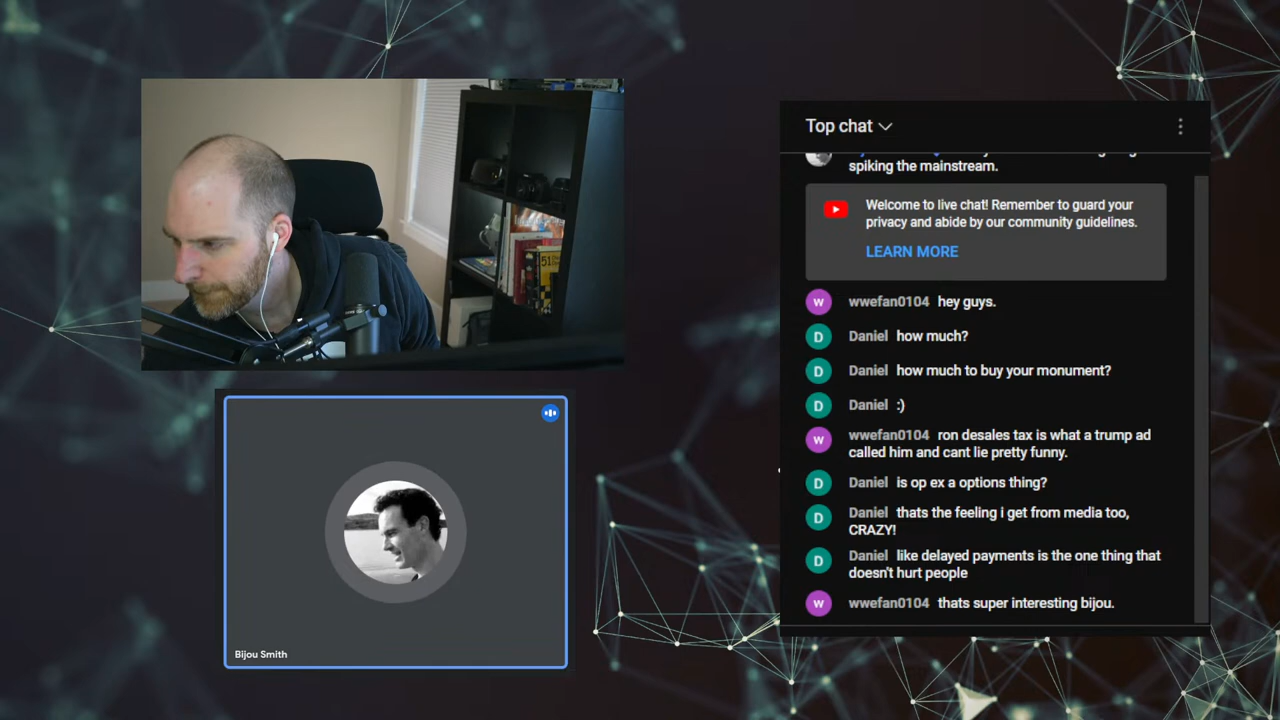 Top chat
spiking the mainstream.
Welcome to live chat! Remember to guard your
privacy and abide by our community guidelines.
LEARN MORE
W wwefan0104 hey guys.
D Daniel how much?
D Daniel how much to buy your monument?
D Daniel :)
W wwefan0104 ron desales tax is what a trump ad
called him and cant lie pretty funny.
D Daniel is op ex a options thing?
D Daniel thats the feeling i get from media too,
CRAZY!
D Daniel like delayed payments is the one thing that
doesn't hurt people
W wwefan0104 thats super interesting bijou.
51
Bijou Smith